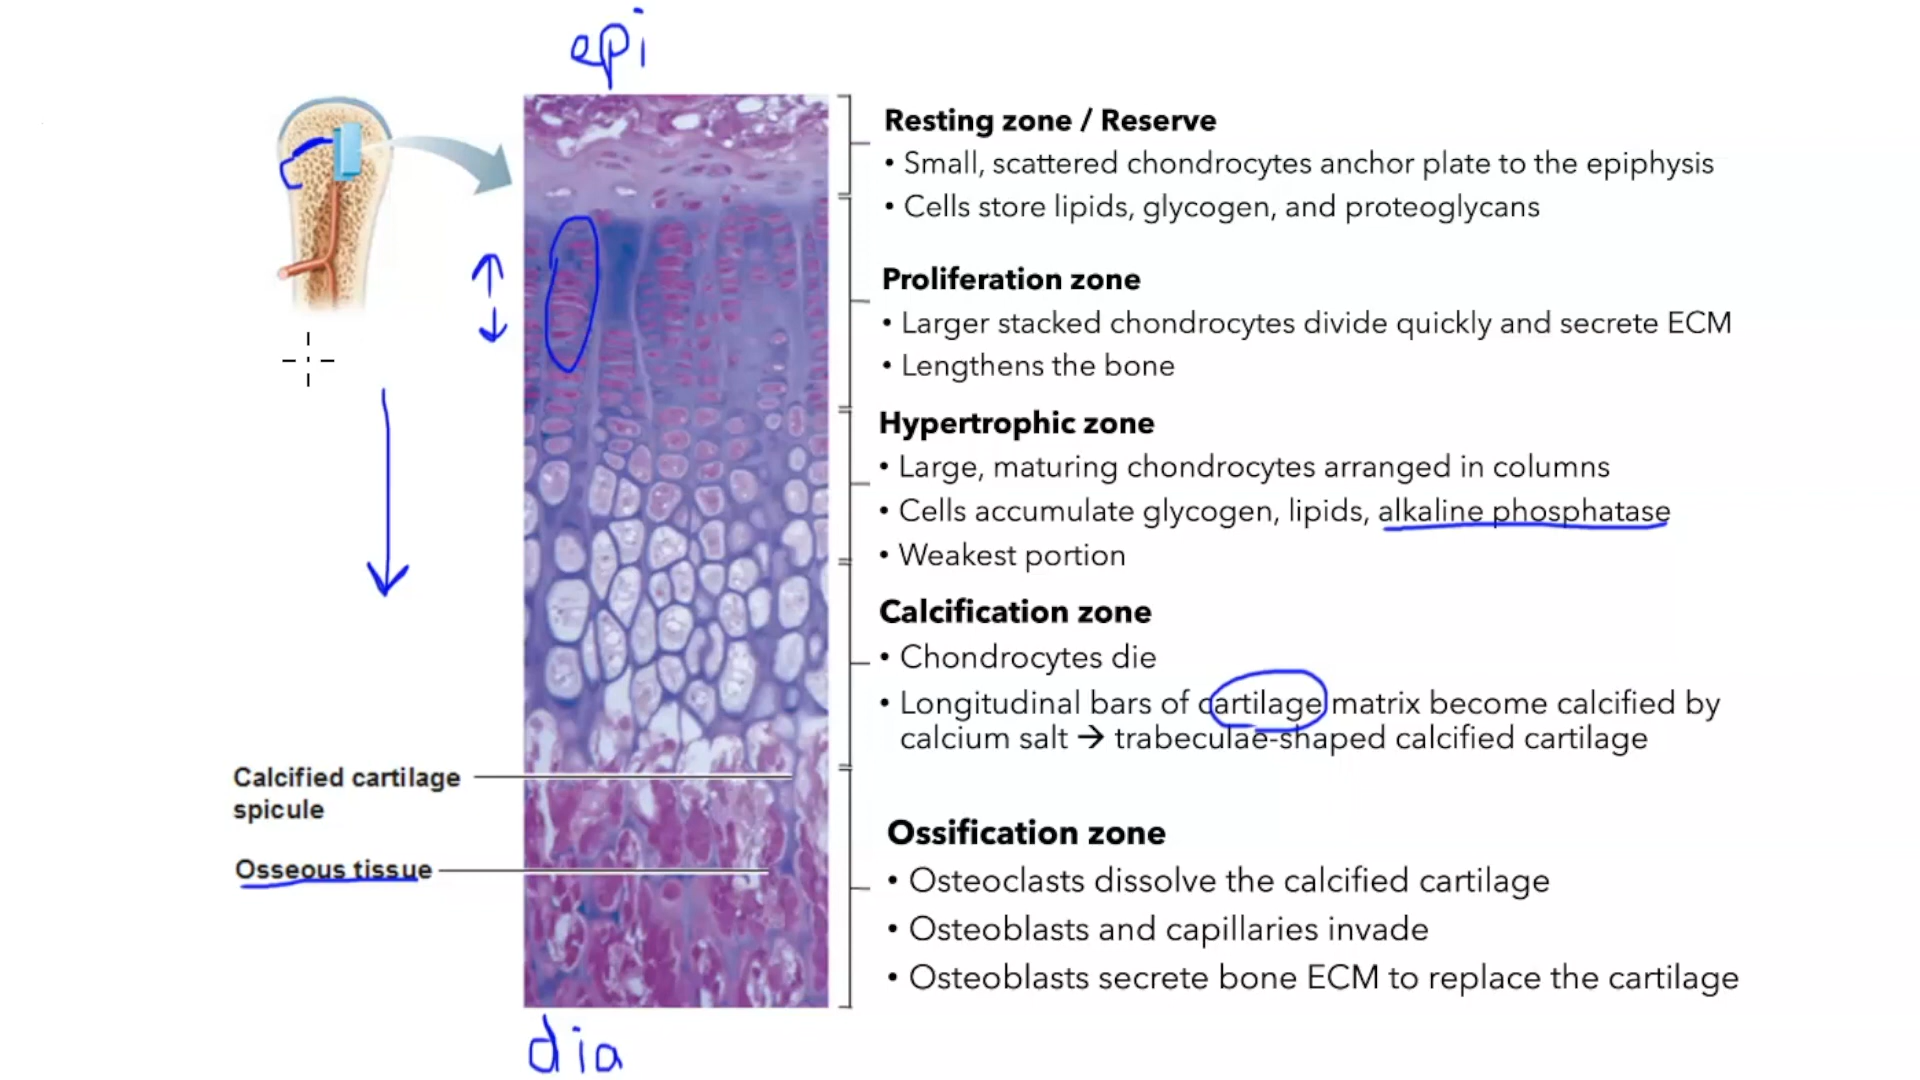 epi
Resting zone / Reserve
• Small, scattered chondrocytes anchor plate to the epiphysis
• Cells store lipids, glycogen, and proteoglycans
Proliferation zone
• Larger stacked chondrocytes divide quickly and secrete ECM
• Lengthens the bone
Hypertrophic zone
• Large, maturing chondrocytes arranged in columns
• Cells accumulate glycogen, lipids, alkaline phosphatase
• Weakest portion
Calcification zone
• Chondrocytes die
• Longitudinal bars of cartilage matrix become calcified by
calcium salt → trabeculae-shaped calcified cartilage
Calcified cartilage
spicule
Osseous tissue
Ossification zone
• Osteoclasts dissolve the calcified cartilage
• Osteoblasts and capillaries invade
• Osteoblasts secrete bone ECM to replace the cartilage
dia